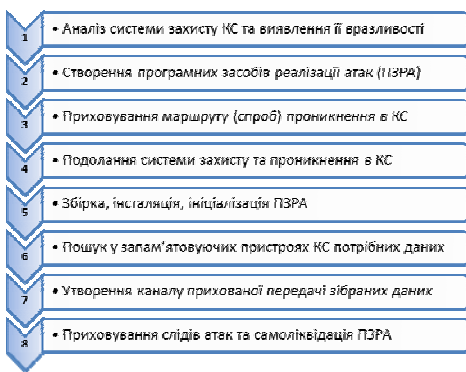 1 • Аналіз системи захисту КС та виявлення її вразливості
2 • Створення програмних засобів реалізації атак (ПЗРА)
3 • Приховування маршруту (спроб) проникнення в КС
4 • Подолання системи захисту та проникнення в КС
5 • Збірка, інсталяція, ініціалізація ПЗРА
6 • Пошук у запам'ятовуючих пристроях КС потрібних даних
7 • Утворення каналу прихованої передачі зібраних даних
8 • Приховування слідів атак та самоліквідація ПЗРА